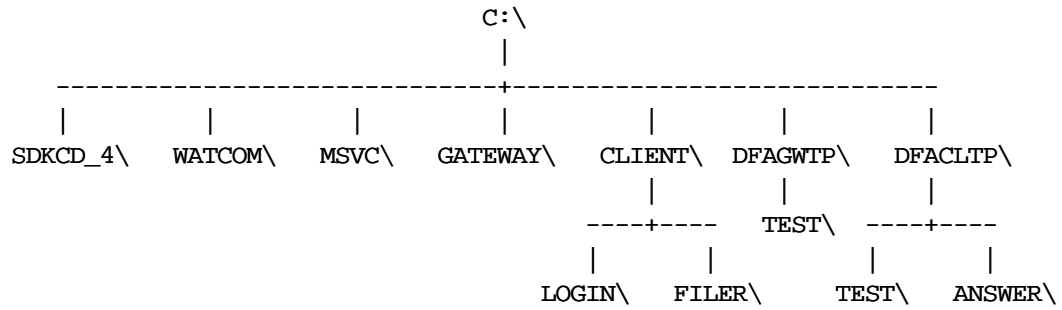 C:\
|
------------------------------+-----------------------------
| | | | | | |
SDKCD_4\ WATCOM\ MSVC\ GATEWAY\ CLIENT\ DFAGWTP\ DFACLTP\
| | |
----+---- TEST\ ----+----
| | | |
LOGIN\ FILER\ TEST\ ANSWER\